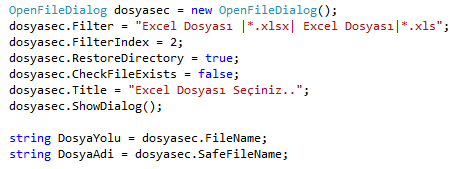 OpenFileDialog dosyasec = new OpenFileDialog();
dosyasec.Filter = "Excel Dosyası |*.xlsx| Excel Dosyası|*.xls";
dosyasec.FilterIndex = 2;
dosyasec.RestoreDirectory = true;
dosyasec.CheckFileExists = false;
dosyasec.Title = "Excel Dosyası Seçiniz..";
dosyasec.ShowDialog();
string DosyaYolu = dosyasec.FileName;
string DosyaAdi = dosyasec.SafeFileName;